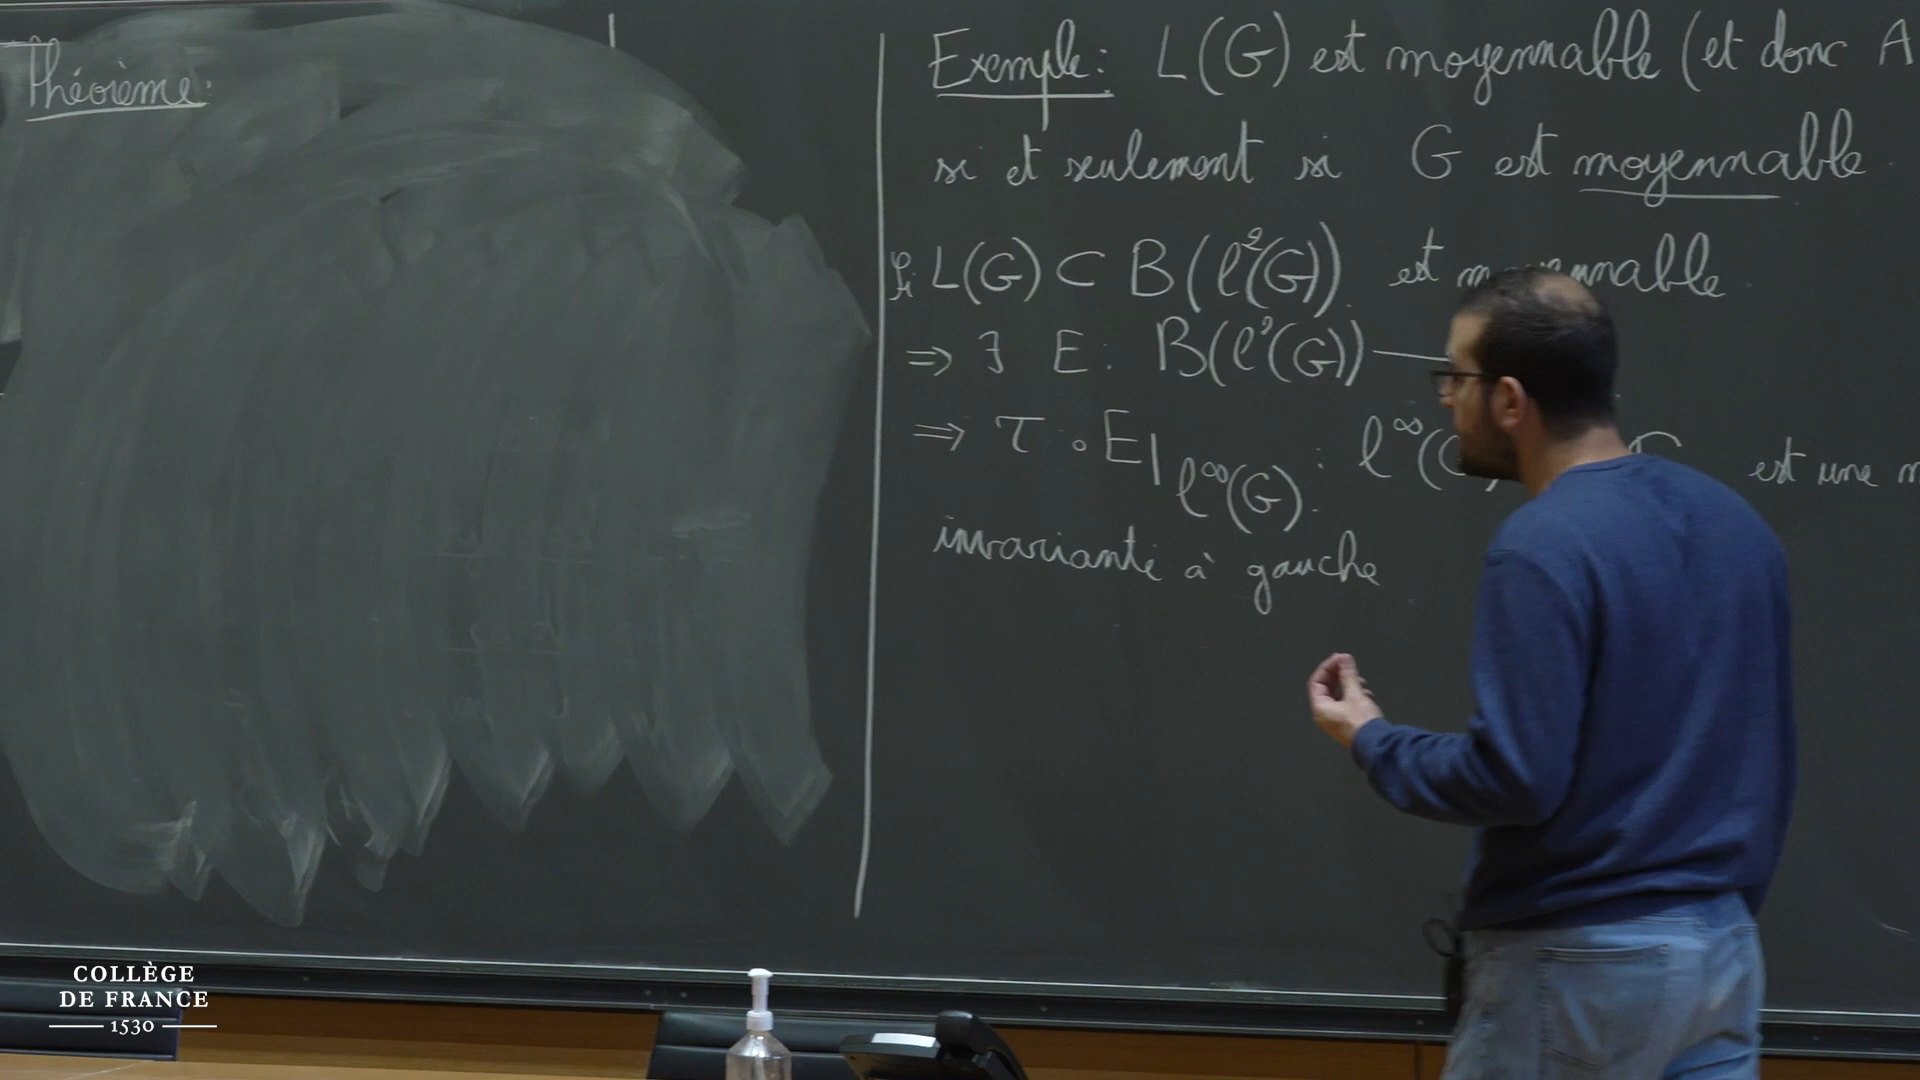 Théorème:
Exemple: L(G) est moyennable (et donc A
si et seulement si G est moyennable.
Si L(G) ⊂ B(ℓ²(G)) est moyennable
⇒ ∃ E: B(ℓ²(G)) —
⇒ τ ∘ E|ℓ^∞(G): ℓ^∞(G) est une m
invariante à gauche
COLLÈGE
DE FRANCE
1530